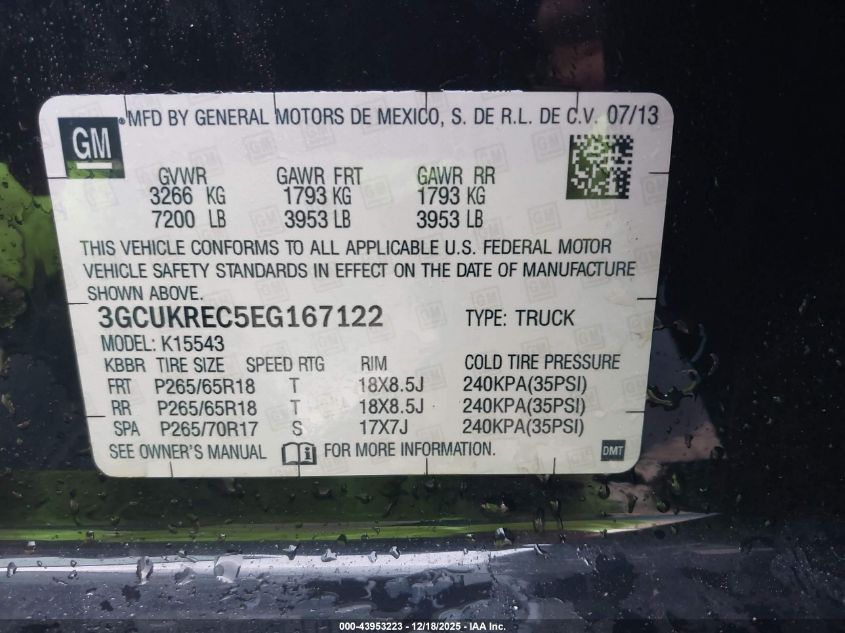 GM
®MFD BY GENERAL MOTORS DE MEXICO, S. DE R.L. DE C.V. 07/13
GVWR GAWR FRT GAWR RR
3266 KG 1793 KG 1793 KG
7200 LB 3953 LB 3953 LB
THIS VEHICLE CONFORMS TO ALL APPLICABLE U.S. FEDERAL MOTOR
VEHICLE SAFETY STANDARDS IN EFFECT ON THE DATE OF MANUFACTURE
SHOWN ABOVE.
3GCUKREC5EG167122 TYPE: TRUCK
MODEL: K15543
KBBR TIRE SIZE SPEED RTG RIM COLD TIRE PRESSURE
FRT P265/65R18 T 18X8.5J 240KPA(35PSI)
RR P265/65R18 T 18X8.5J 240KPA(35PSI)
SPA P265/70R17 S 17X7J 240KPA(35PSI)
SEE OWNER'S MANUAL FOR MORE INFORMATION.
DMT
000-43953223 - 12/18/2025 - IAA Inc.